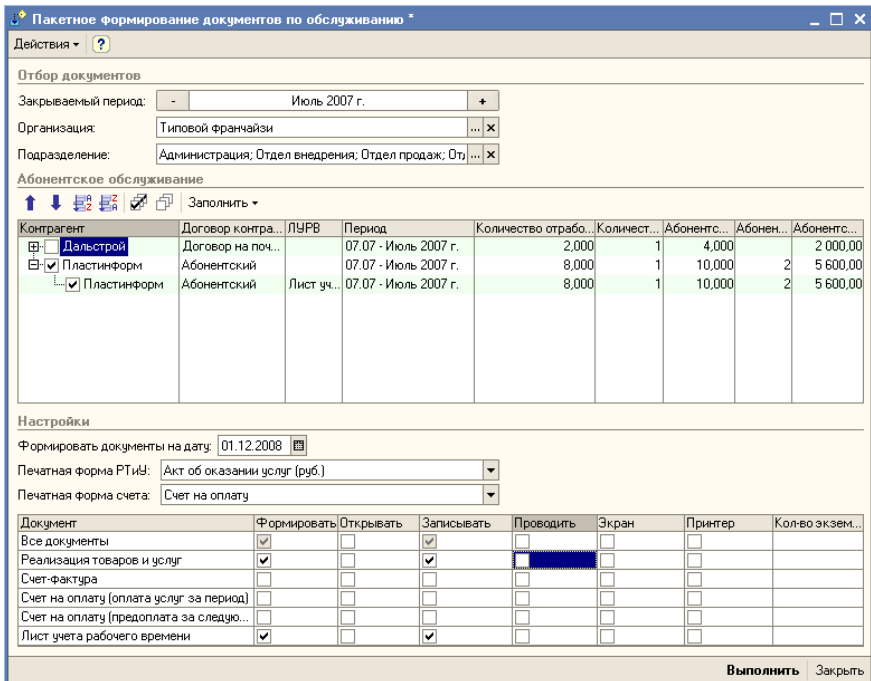 Пакетное формирование документов по обслуживанию *
Действия ?
Отбор документов
Закрываемый период: - Июль 2007 г. +
Организация: Типовой франчайзи ... x
Подразделение: Администрация; Отдел внедрения; Отдел продаж; Отд ... x
Абонентское обслуживание
Заполнить
Контрагент Договор контра... ЛУРВ Период Количество отрабо... Количест... Абонентс... Абонен... Абонентс...
Дальстрой Договор на поч... 07.07 - Июль 2007 г. 2,000 1 4,000 2 000,00
Пластинформ Абонентский 07.07 - Июль 2007 г. 8,000 1 10,000 2 5 600,00
Пластинформ Абонентский Лист уч... 07.07 - Июль 2007 г. 8,000 1 10,000 2 5 600,00
Настройки
Формировать документы на дату: 01.12.2008
Печатная форма РТиУ: Акт об оказании услуг (руб.)
Печатная форма счета: Счет на оплату
Документ Формировать Открывать Записывать Проводить Экран Принтер Кол-во экзем...
Все документы
Реализация товаров и услуг
Счет-фактура
Счет на оплату (оплата услуг за период)
Счет на оплату (предоплата за следую...
Лист учета рабочего времени
Выполнить Закрыть